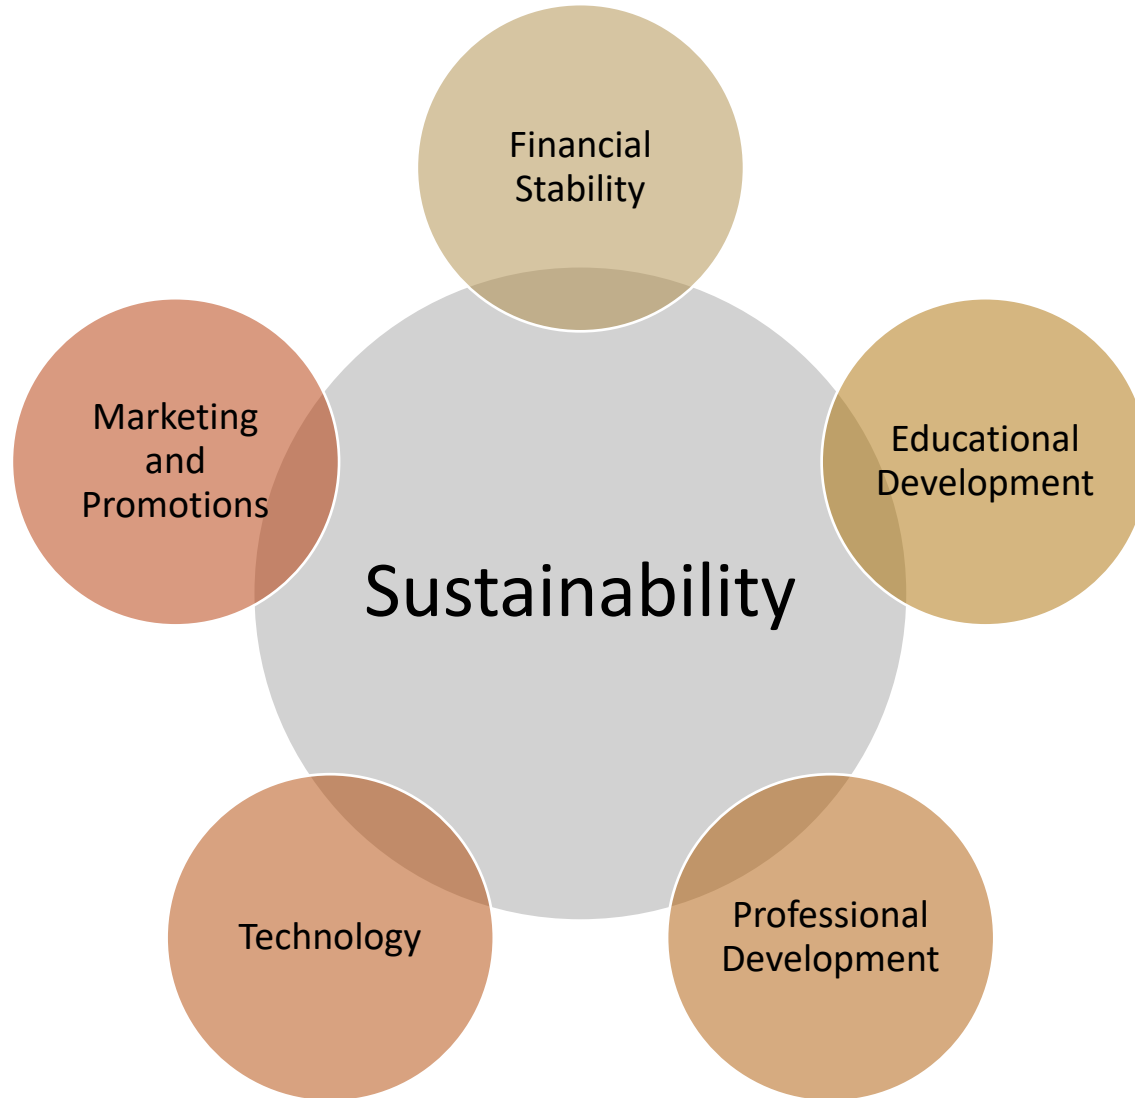 Financial
Stability
Educational
Development
Professional
Development
Technology
Marketing
and
Promotions
Sustainability